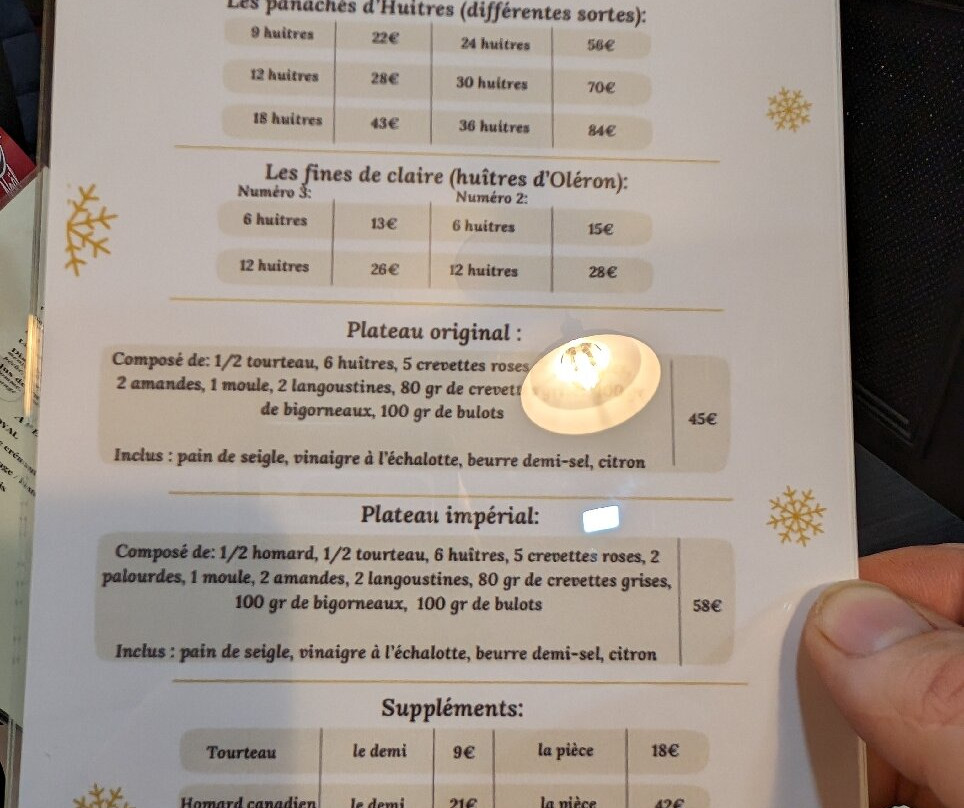 Les panachés d'Huitres (différentes sortes):
9 huitres 22€ 24 huitres 56€
12 huitres 28€ 30 huitres 70€
18 huitres 43€ 36 huitres 84€
Les fines de claire (huîtres d'Oléron):
Numéro 3: Numéro 2:
6 huitres 13€ 6 huitres 15€
12 huîtres 26€ 12 huitres 28€
Plateau original :
Composé de: 1/2 tourteau, 6 huîtres, 5 crevettes roses
2 amandes, 1 moule, 2 langoustines, 80 gr de
de bigorneaux, 100 gr de bulots
45€
Inclus : pain de seigle, vinaigre à l'échalotte, beurre demi-sel, citron
Plateau impérial:
Composé de: 1/2 homard, 1/2 tourteau, 6 huîtres, 5 crevettes roses, 2
palourdes, 1 moule, 2 amandes, 2 langoustines, 80 gr de crevettes grises,
100 gr de bigorneaux, 100 gr de bulots
58€
Inclus : pain de seigle, vinaigre à l'échalotte, beurre demi-sel, citron
Suppléments:
Tourteau le demi 9€ la pièce 18€
Homard canadien le demi 21€ la pièce 42€